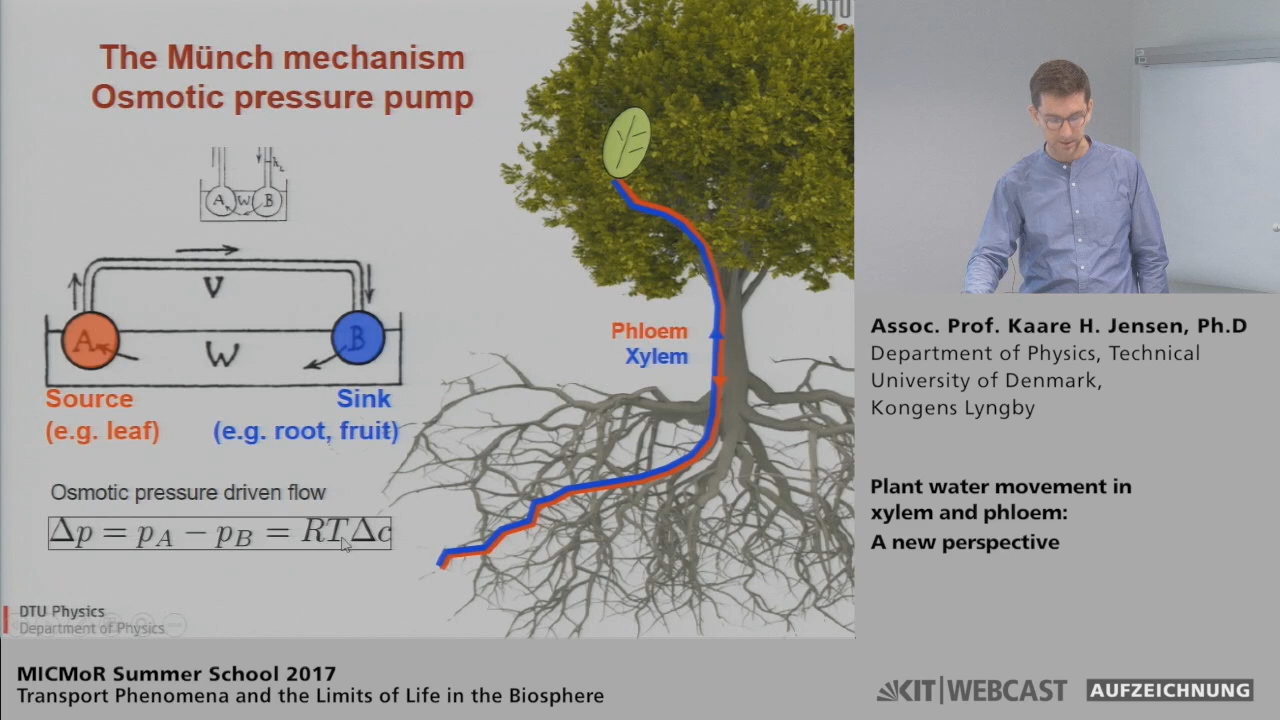 The Münch mechanism
Osmotic pressure pump
DTU
h₂
A W B
V
A
W
B
Source
(e.g. leaf)
Sink
(e.g. root, fruit)
Phloem
Xylem
Osmotic pressure driven flow
Δp = p_A − p_B = RTΔc
DTU Physics
Department of Physics
Assoc. Prof. Kaare H. Jensen, Ph.D
Department of Physics, Technical
University of Denmark,
Kongens Lyngby
Plant water movement in
xylem and phloem:
A new perspective
MICMoR Summer School 2017
Transport Phenomena and the Limits of Life in the Biosphere
KIT|WEBCAST
AUFZEICHNUNG